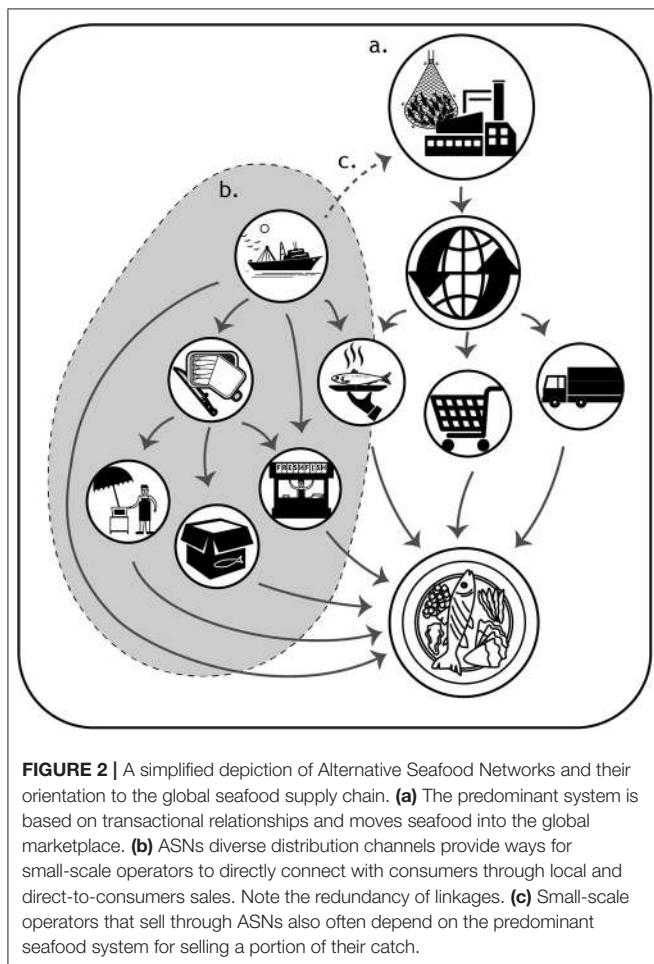 a.
c.
b.
FRESHFISH
FIGURE 2 | A simplified depiction of Alternative Seafood Networks and their
orientation to the global seafood supply chain. (a) The predominant system is
based on transactional relationships and moves seafood into the global
marketplace. (b) ASNs diverse distribution channels provide ways for
small-scale operators to directly connect with consumers through local and
direct-to-consumers sales. Note the redundancy of linkages. (c) Small-scale
operators that sell through ASNs also often depend on the predominant
seafood system for selling a portion of their catch.